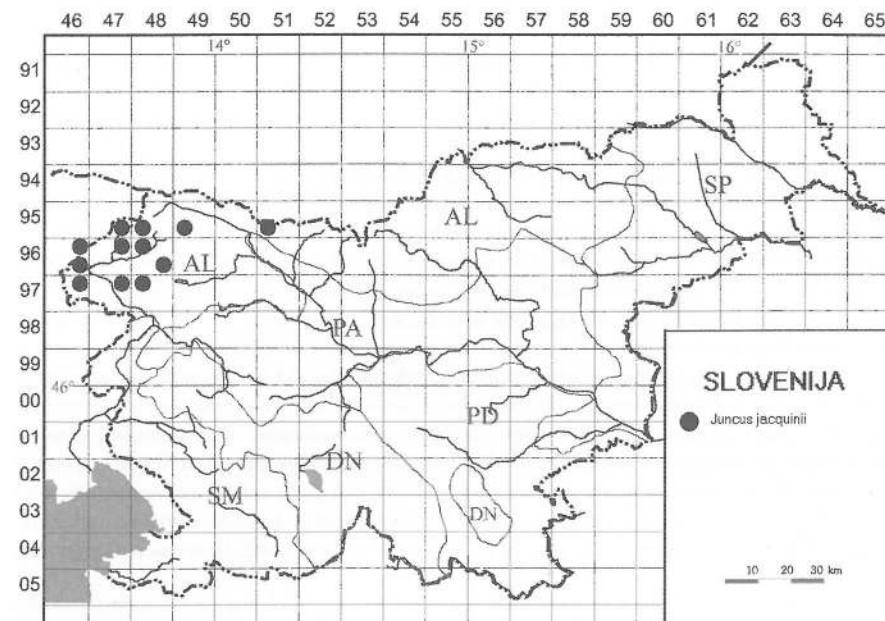 46 47 48 49 50 51 52 53 54 55 56 57 58 59 60 61 62 63 64 65
14° 15° 16°
91
92
93
94
95
96
97
98
99
46°
00
01
02
03
04
05
AL
AL
SP
PA
PD
DN
SM
DN
SLOVENIJA
Juncus jacquinii
10 20 30 km